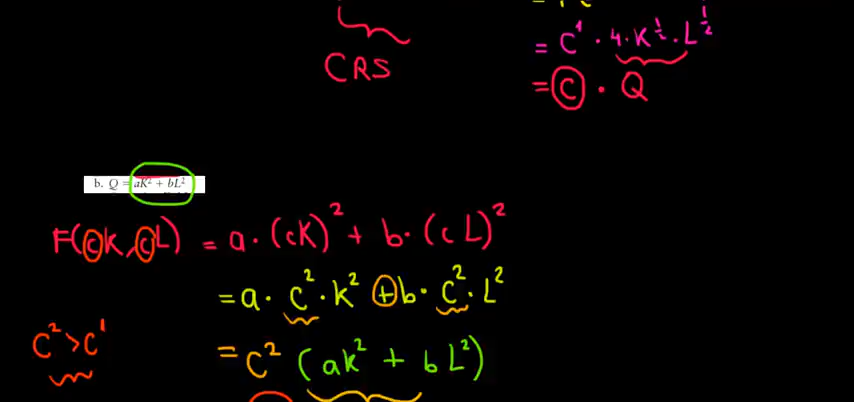 = C¹ · 4 · K^½ · L^½
CRS
= C · Q
b. Q = aK² + bL²
F(cK, cL) = a · (cK)² + b · (cL)²
= a · c² · K² + b · c² · L²
C² > C¹
= C² (aK² + bL²)